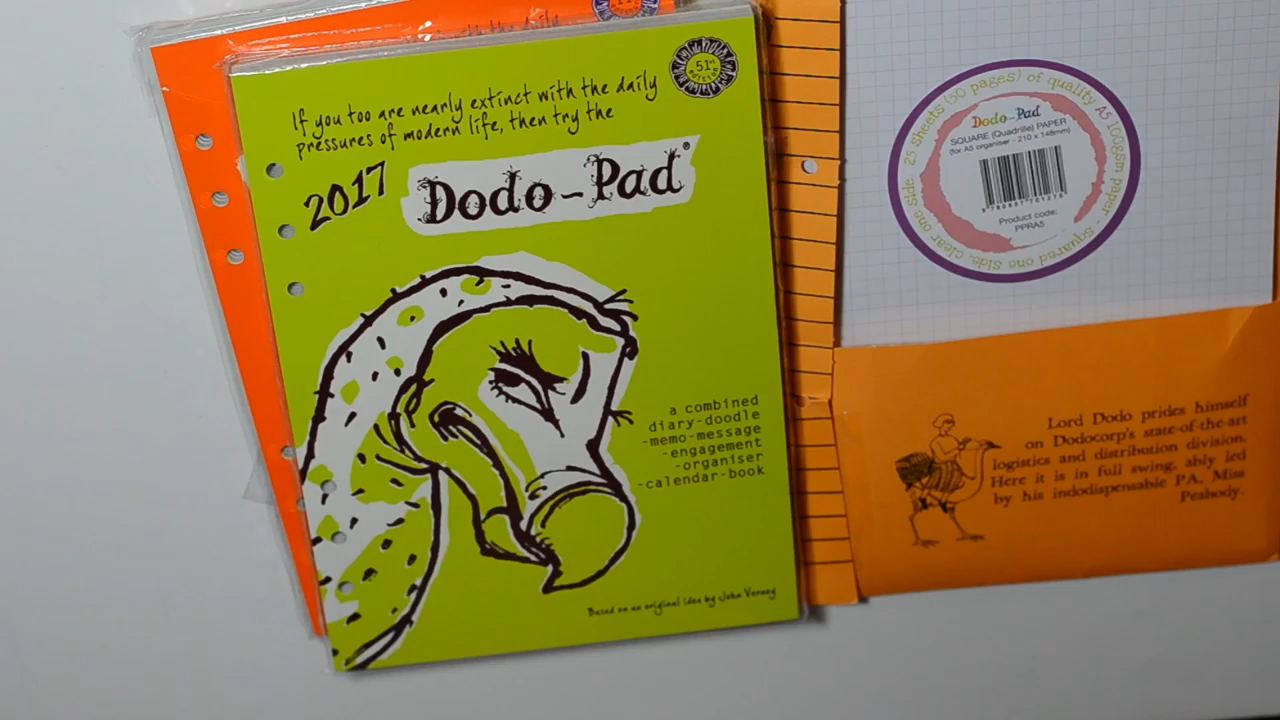 If you too are nearly extinct with the daily
pressures of modern life, then try the
2017 Dodo-Pad®
51st
edition
a combined
diary-doodle
-memo-message
-engagement
-organiser
-calendar-book
Based on an original idea by John Verney
25 sheets (50 pages) of quality A5 100gsm paper · Squared one side, clear one side.
Dodo-Pad
SQUARE (Quadrille) PAPER
(for A5 organiser - 210 x 148mm)
Product code:
PPRA5
Lord Dodo prides himself
on Dodocorp's state-of-the-art
logistics and distribution division.
Here it is in full swing, ably led
by his indodispensable PA, Miss
Peabody.